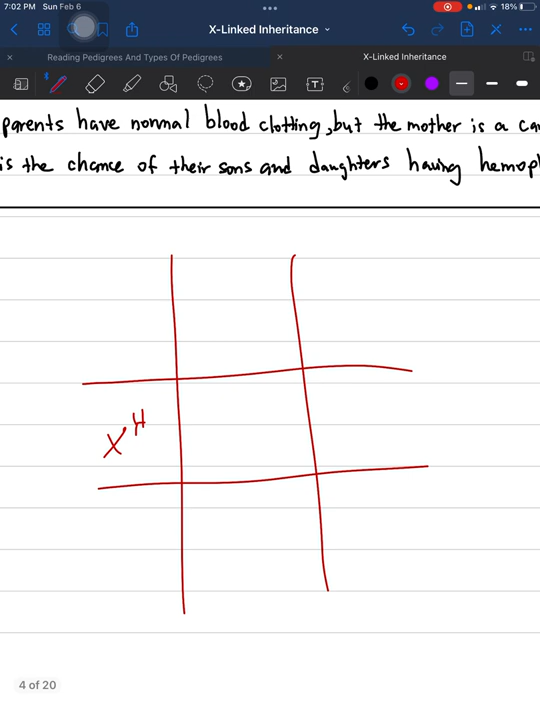 7:02 PM Sun Feb 6
18%
X-Linked Inheritance
Reading Pedigrees And Types Of Pedigrees
X-Linked Inheritance
parents have normal blood clotting, but the mother is a ca
is the chance of their sons and daughters having hemop
X^H
4 of 20